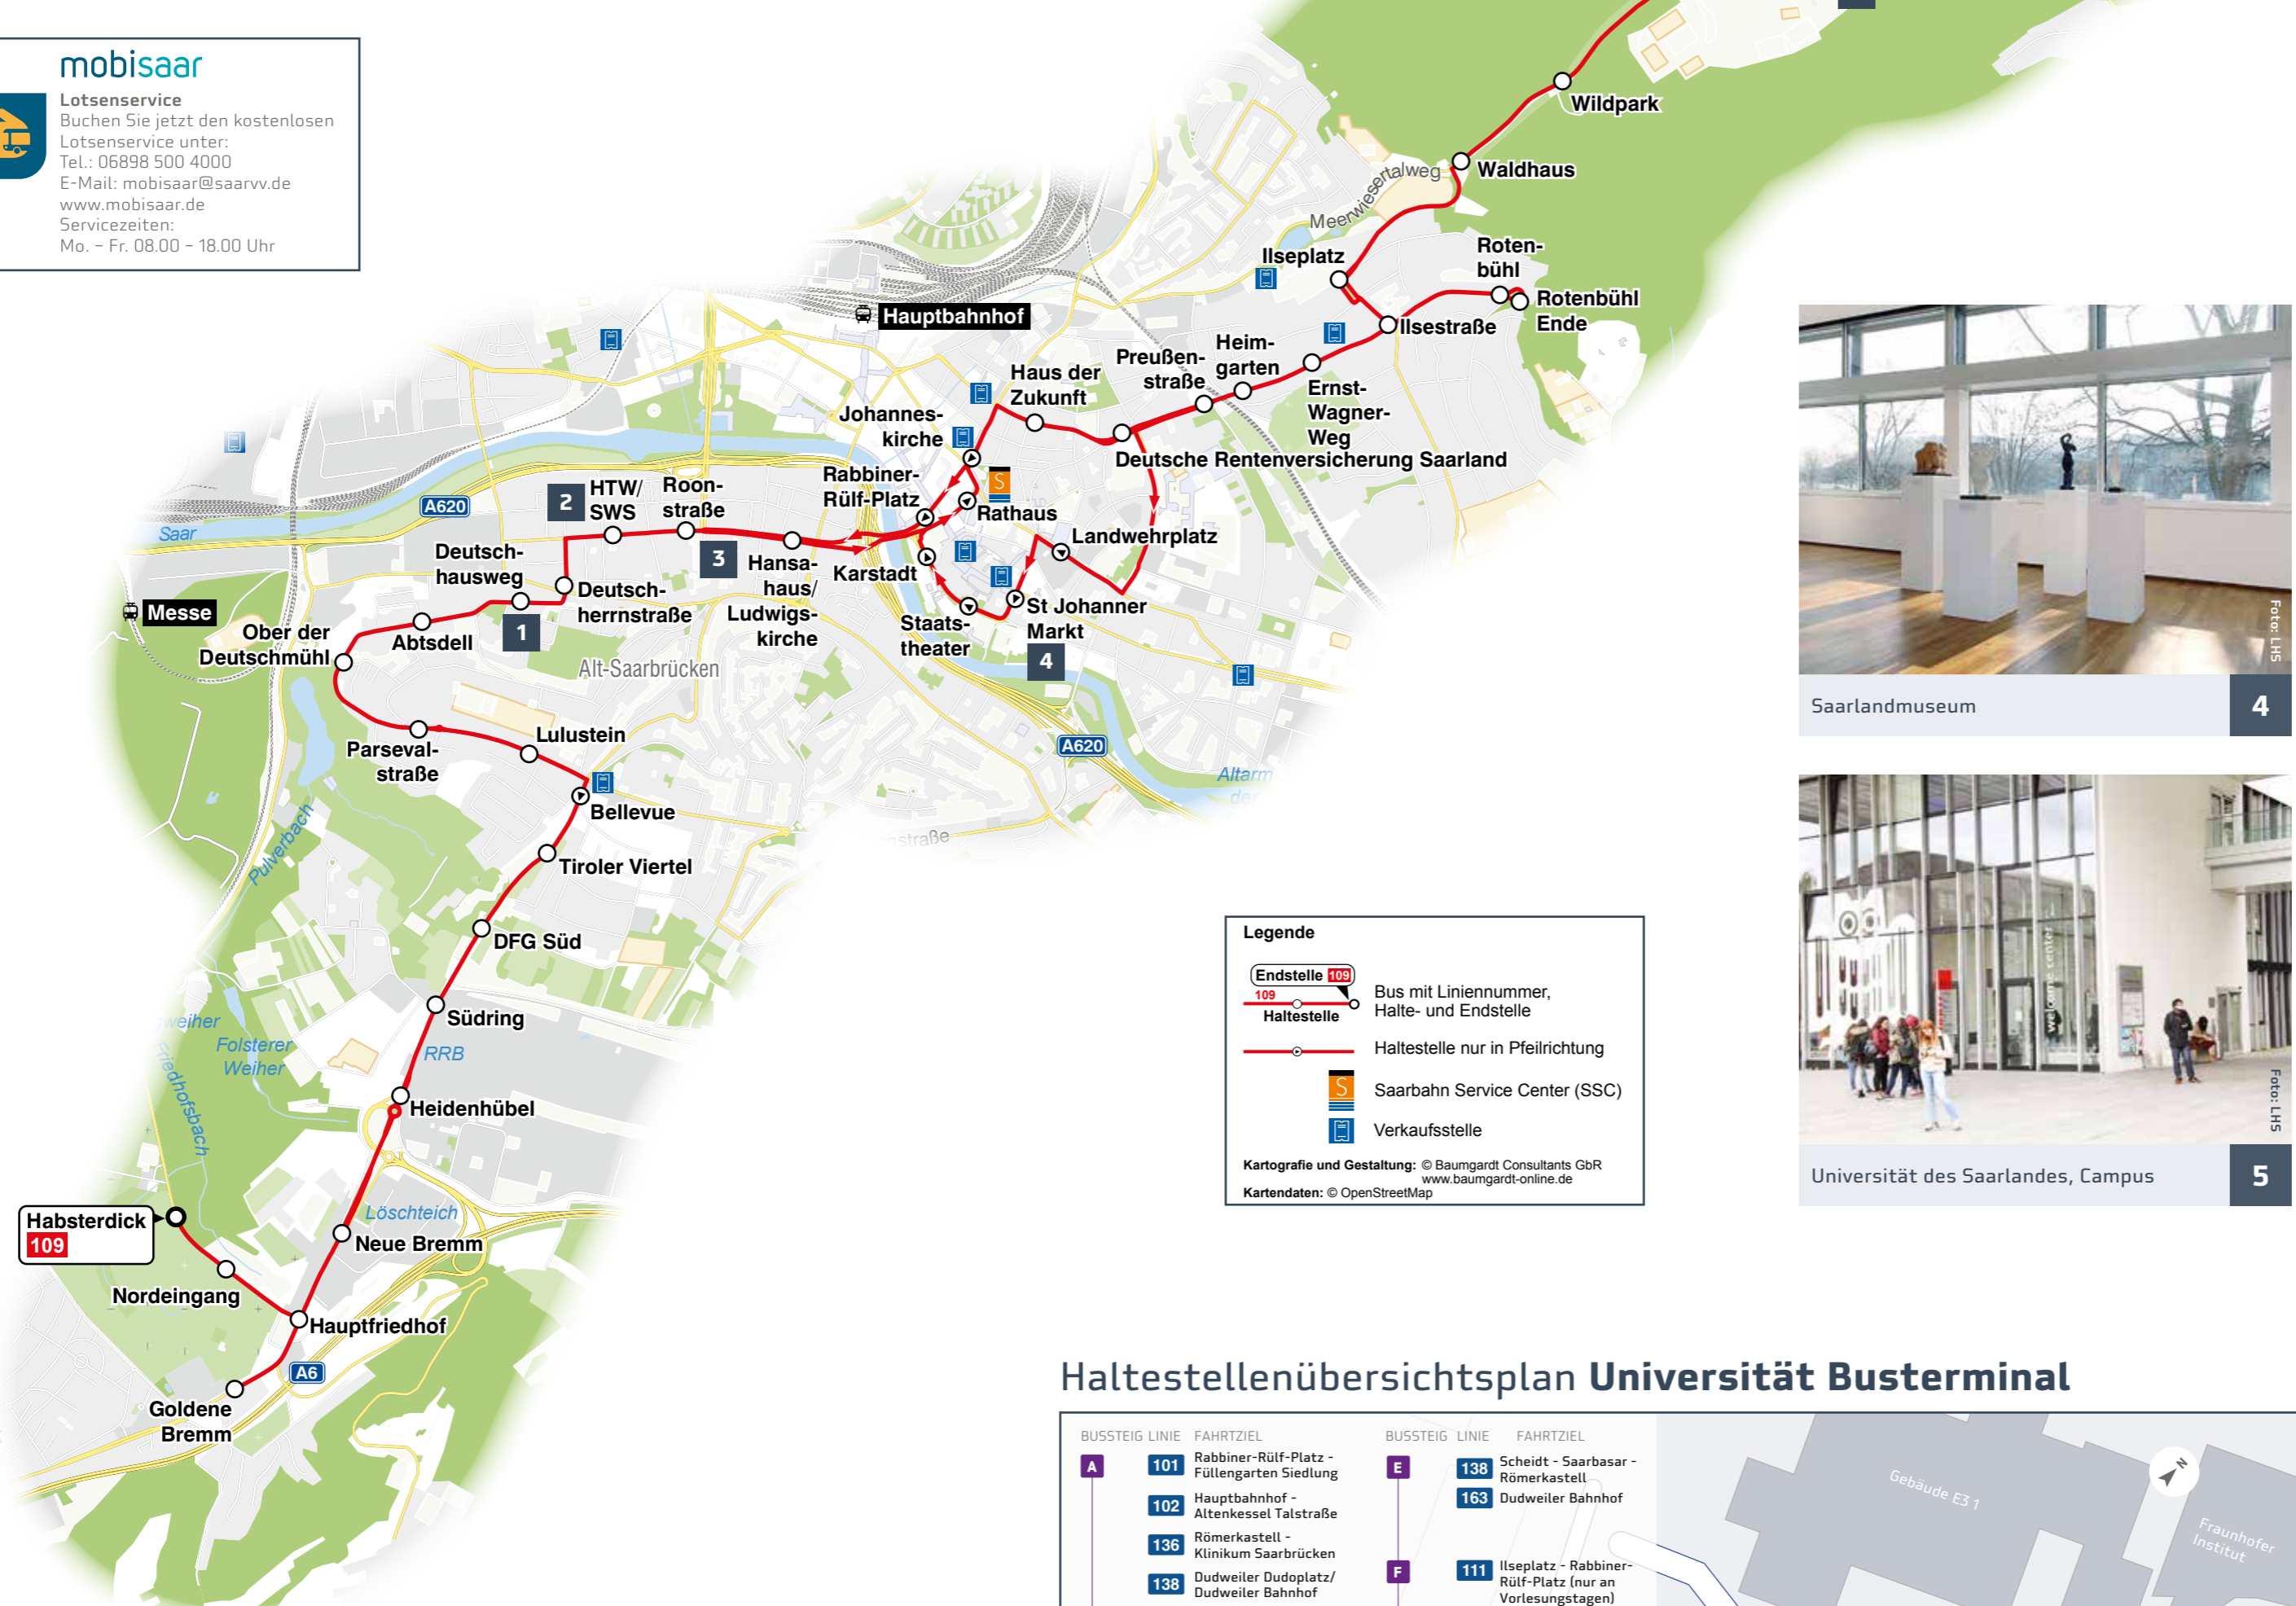 mobisaar
Lotsenservice
Buchen Sie jetzt den kostenlosen
Lotsenservice unter:
Tel.: 06898 500 4000
E-Mail: mobisaar@saarvv.de
www.mobisaar.de
Servicezeiten:
Mo. – Fr. 08.00 – 18.00 Uhr
Wildpark
Waldhaus
Meerwiesertalweg
Ilseplatz
Roten-
bühl
Rotenbühl
Ende
Ilsestraße
Hauptbahnhof
Heim-
garten
Preußen-
straße
Ernst-
Wagner-
Weg
Haus der
Zukunft
Deutsche Rentenversicherung Saarland
Johannes-
kirche
Rabbiner-
Rülf-Platz
S
Rathaus
Landwehrplatz
A620
2
HTW/
SWS
Roon-
straße
Saar
3
Hansa-
haus/
Ludwigs-
kirche
Karstadt
Deutsch-
hausweg
Deutsch-
herrnstraße
St Johanner
Markt
4
Staats-
theater
Messe
Ober der
Deutschmühl
Abtsdell
1
Alt-Saarbrücken
Parseval-
straße
Lulustein
A620
Altarm
der
Bellevue
nstraße
Pulverbach
Tiroler Viertel
DFG Süd
Südring
weiher
Folsterer
Weiher
RRB
Friedhofsbach
Heidenhübel
Löschteich
Habsterdick
109
Neue Bremm
Nordeingang
Hauptfriedhof
A6
Goldene
Bremm
Legende
Endstelle 109
109
Haltestelle
Bus mit Liniennummer,
Halte- und Endstelle
Haltestelle nur in Pfeilrichtung
S
Saarbahn Service Center (SSC)
Verkaufsstelle
Kartografie und Gestaltung: © Baumgardt Consultants GbR
www.baumgardt-online.de
Kartendaten: © OpenStreetMap
Foto: LHS
Saarlandmuseum
4
welcome center
Foto: LHS
Universität des Saarlandes, Campus
5
Haltestellenübersichtsplan Universität Busterminal
BUSSTEIG LINIE FAHRTZIEL
A
101 Rabbiner-Rülf-Platz -
Füllengarten Siedlung
102 Hauptbahnhof -
Altenkessel Talstraße
136 Römerkastell -
Klinikum Saarbrücken
138 Dudweiler Dudoplatz/
Dudweiler Bahnhof
BUSSTEIG LINIE FAHRTZIEL
E
138 Scheidt - Saarbasar -
Römerkastell
163 Dudweiler Bahnhof
F
111 Ilseplatz - Rabbiner-
Rülf-Platz (nur an
Vorlesungstagen)
Gebäude E3 1
N
Fraunhofer
Institut